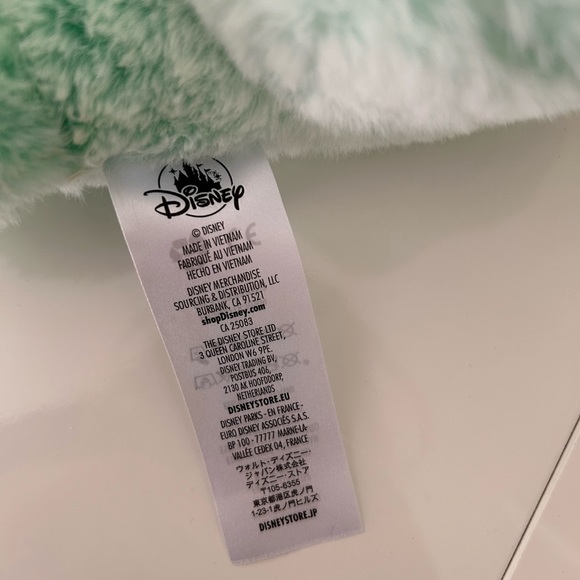 Disney
© DISNEY
MADE IN VIETNAM
FABRIQUÉ AU VIETNAM
HECHO EN VIETNAM
DISNEY MERCHANDISE
SOURCING & DISTRIBUTION, LLC
BURBANK, CA 91521
shopDisney.com
CA 25083
THE DISNEY STORE LTD
3 QUEEN CAROLINE STREET,
LONDON W6 9PE.
DISNEY TRADING BV,
POSTBUS 406,
2130 AK HOOFDDORP,
NETHERLANDS
DISNEYSTORE.EU
DISNEY PARKS - EN FRANCE -
EURO DISNEY ASSOCIÉS S.A.S.
BP 100 - 77777 MARNE-LA-
VALLÉE CEDEX 04, FRANCE
ウォルト・ディズニー・
ジャパン株式会社
ディズニー・ストア
〒105-6355
東京都港区虎ノ門
1-23-1虎ノ門ヒルズ
DISNEYSTORE.JP